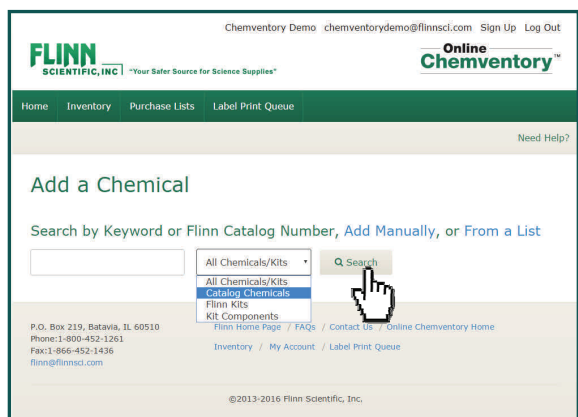 Chemventory Demo chemventorydemo@flinnsci.com Sign Up Log Out
FLINN
SCIENTIFIC, INC
"Your Safer Source for Science Supplies"
Online
Chemventory™
Home Inventory Purchase Lists Label Print Queue
Need Help?
Add a Chemical
Search by Keyword or Flinn Catalog Number, Add Manually, or From a List
All Chemicals/Kits Search
All Chemicals/Kits
Catalog Chemicals
Flinn Kits
Kit Components
P.O. Box 219, Batavia, IL 60510
Phone:1-800-452-1261
Fax:1-866-452-1436
flinn@flinnsci.com
Flinn Home Page / FAQs / Contact Us / Online Chemventory Home
Inventory / My Account / Label Print Queue
©2013-2016 Flinn Scientific, Inc.